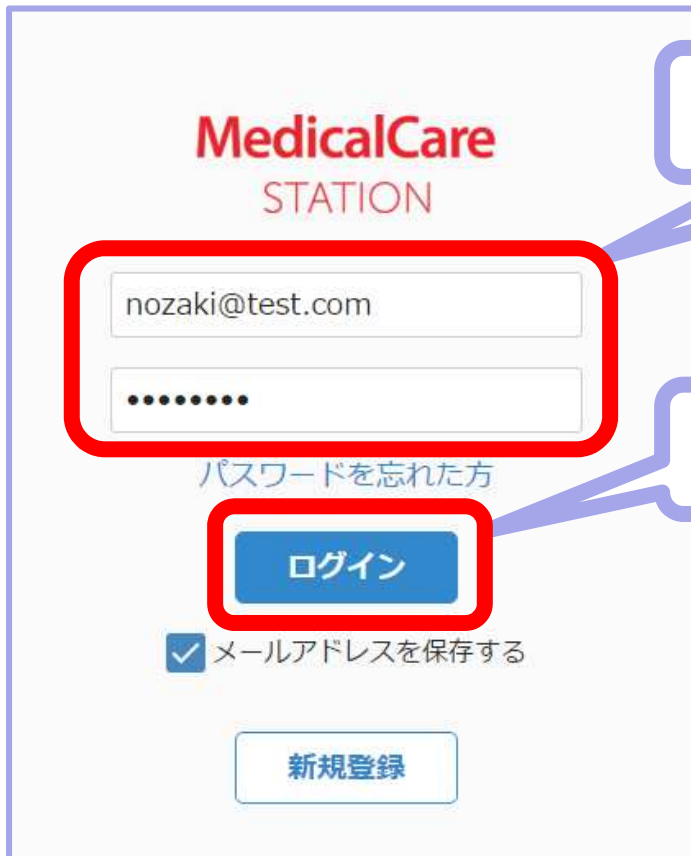 MedicalCare
STATION
nozaki@test.com
••••••••
パスワードを忘れた方
ログイン
メールアドレスを保存する
新規登録